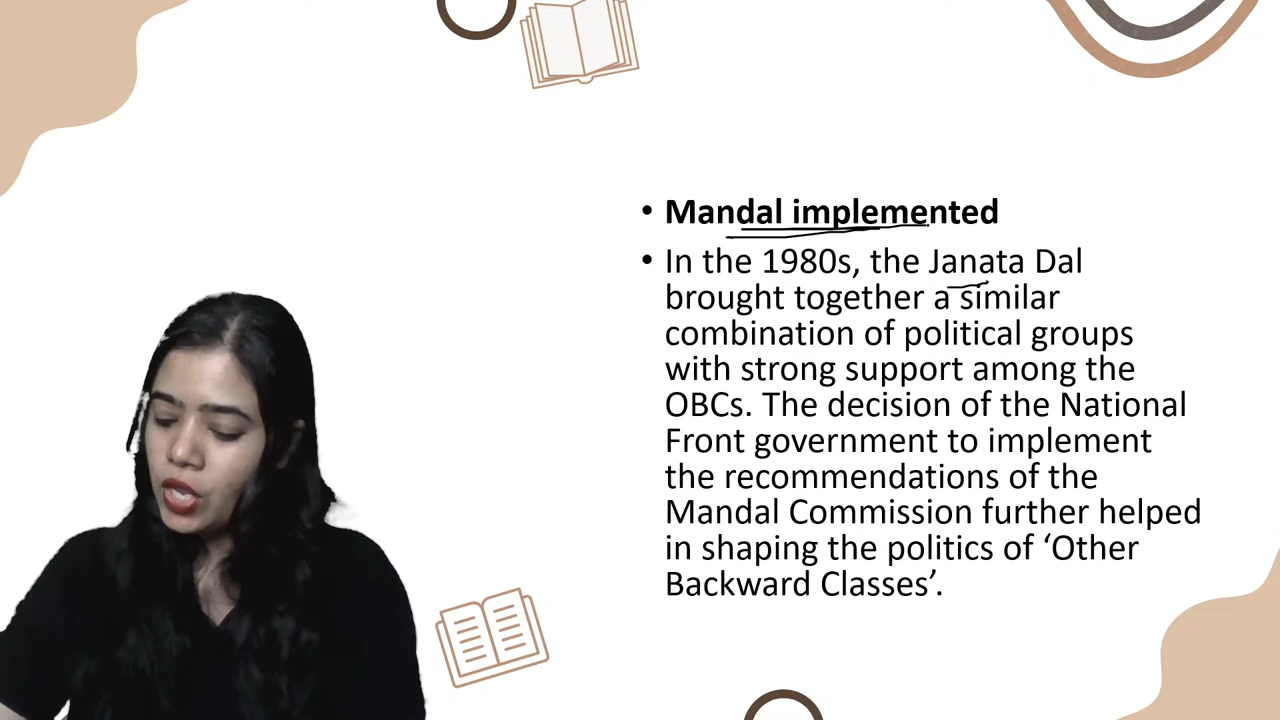 • Mandal implemented
• In the 1980s, the Janata Dal
brought together a similar
combination of political groups
with strong support among the
OBCs. The decision of the National
Front government to implement
the recommendations of the
Mandal Commission further helped
in shaping the politics of ‘Other
Backward Classes’.